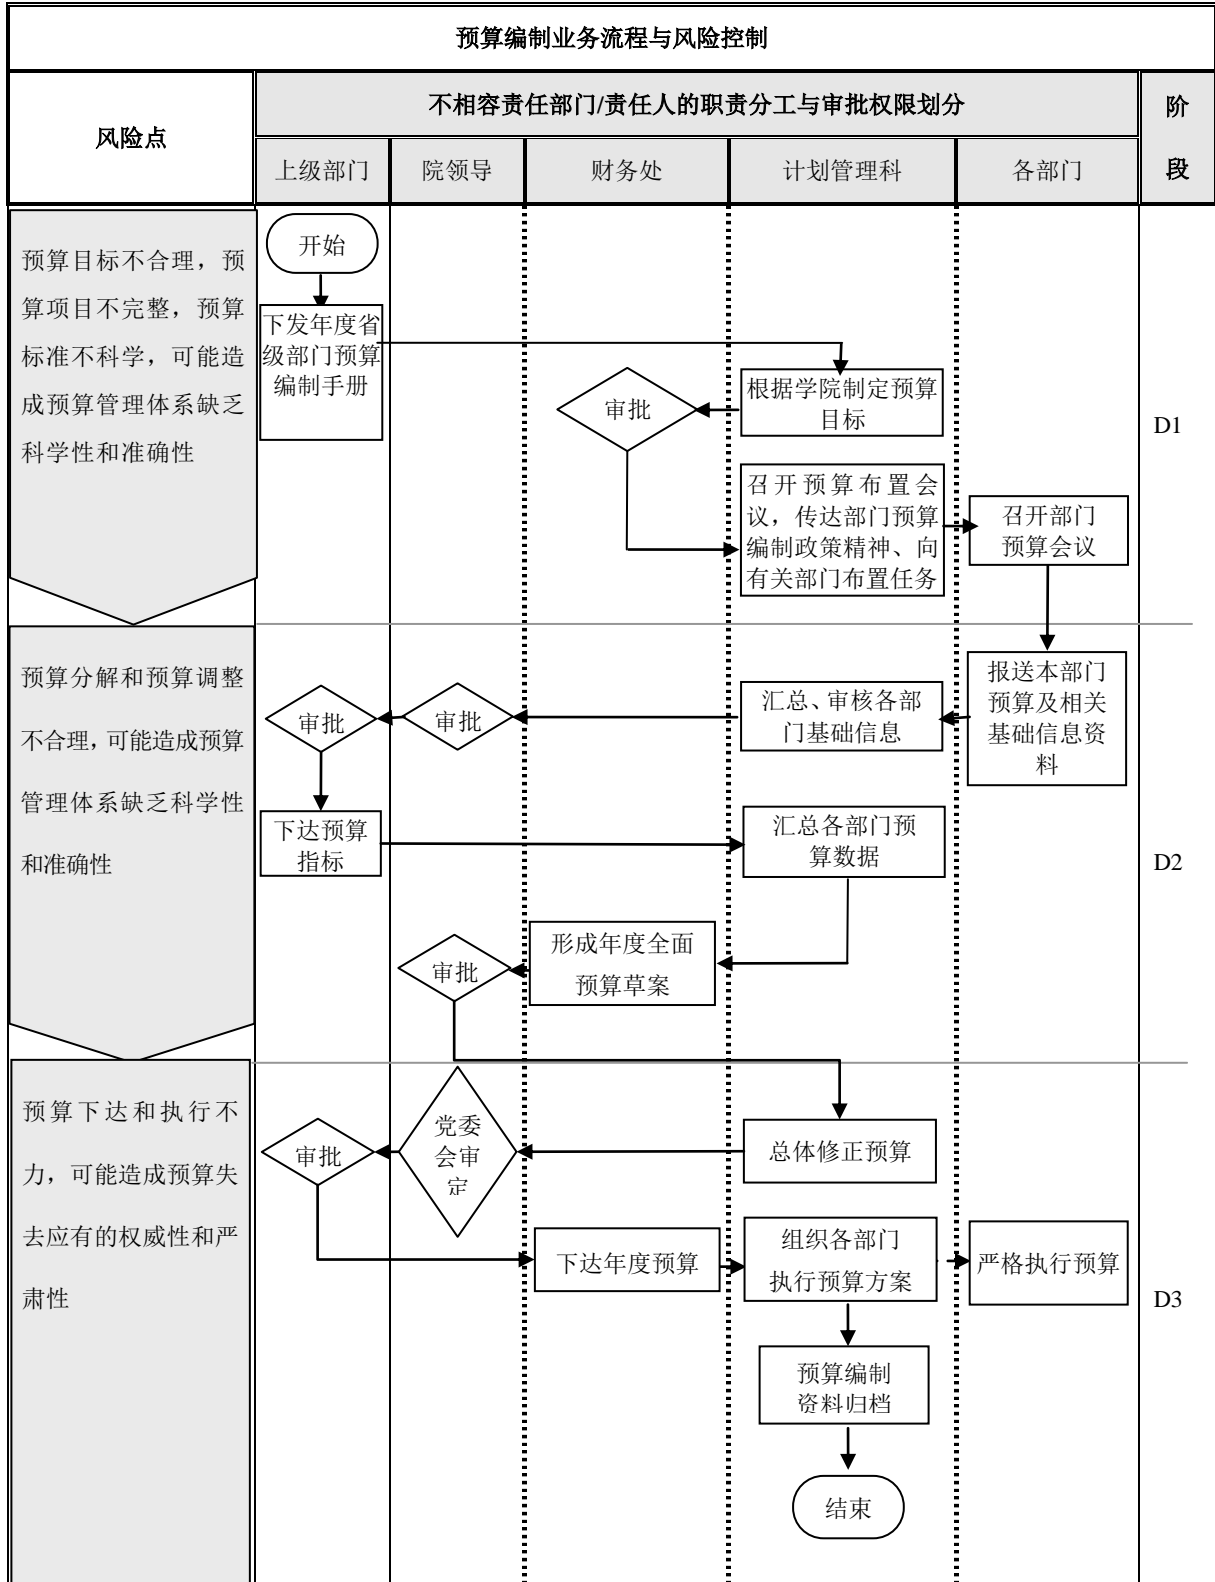 预算编制业务流程与风险控制
不相容责任部门/责任人的职责分工与审批权限划分
阶
段
风险点
上级部门
院领导
财务处
计划管理科
各部门
预算目标不合理，预
算项目不完整，预算
标准不科学，可能造
成预算管理体系缺乏
科学性和准确性
开始
下发年度省
级部门预算
编制手册
根据学院制定预算
目标
审批
召开预算布置会
议，传达部门预算
编制政策精神、向
有关部门布置任务
召开部门
预算会议
D1
预算分解和预算调整
不合理，可能造成预算
管理体系缺乏科学性
和准确性
报送本部门
预算及相关
基础信息资
料
汇总、审核各部
门基础信息
审批
审批
下达预算
指标
汇总各部门预
算数据
形成年度全面
预算草案
审批
D2
预算下达和执行不
力，可能造成预算失
去应有的权威性和严
肃性
总体修正预算
党委
会审
定
审批
下达年度预算
组织各部门
执行预算方案
严格执行预算
预算编制
资料归档
结束
D3